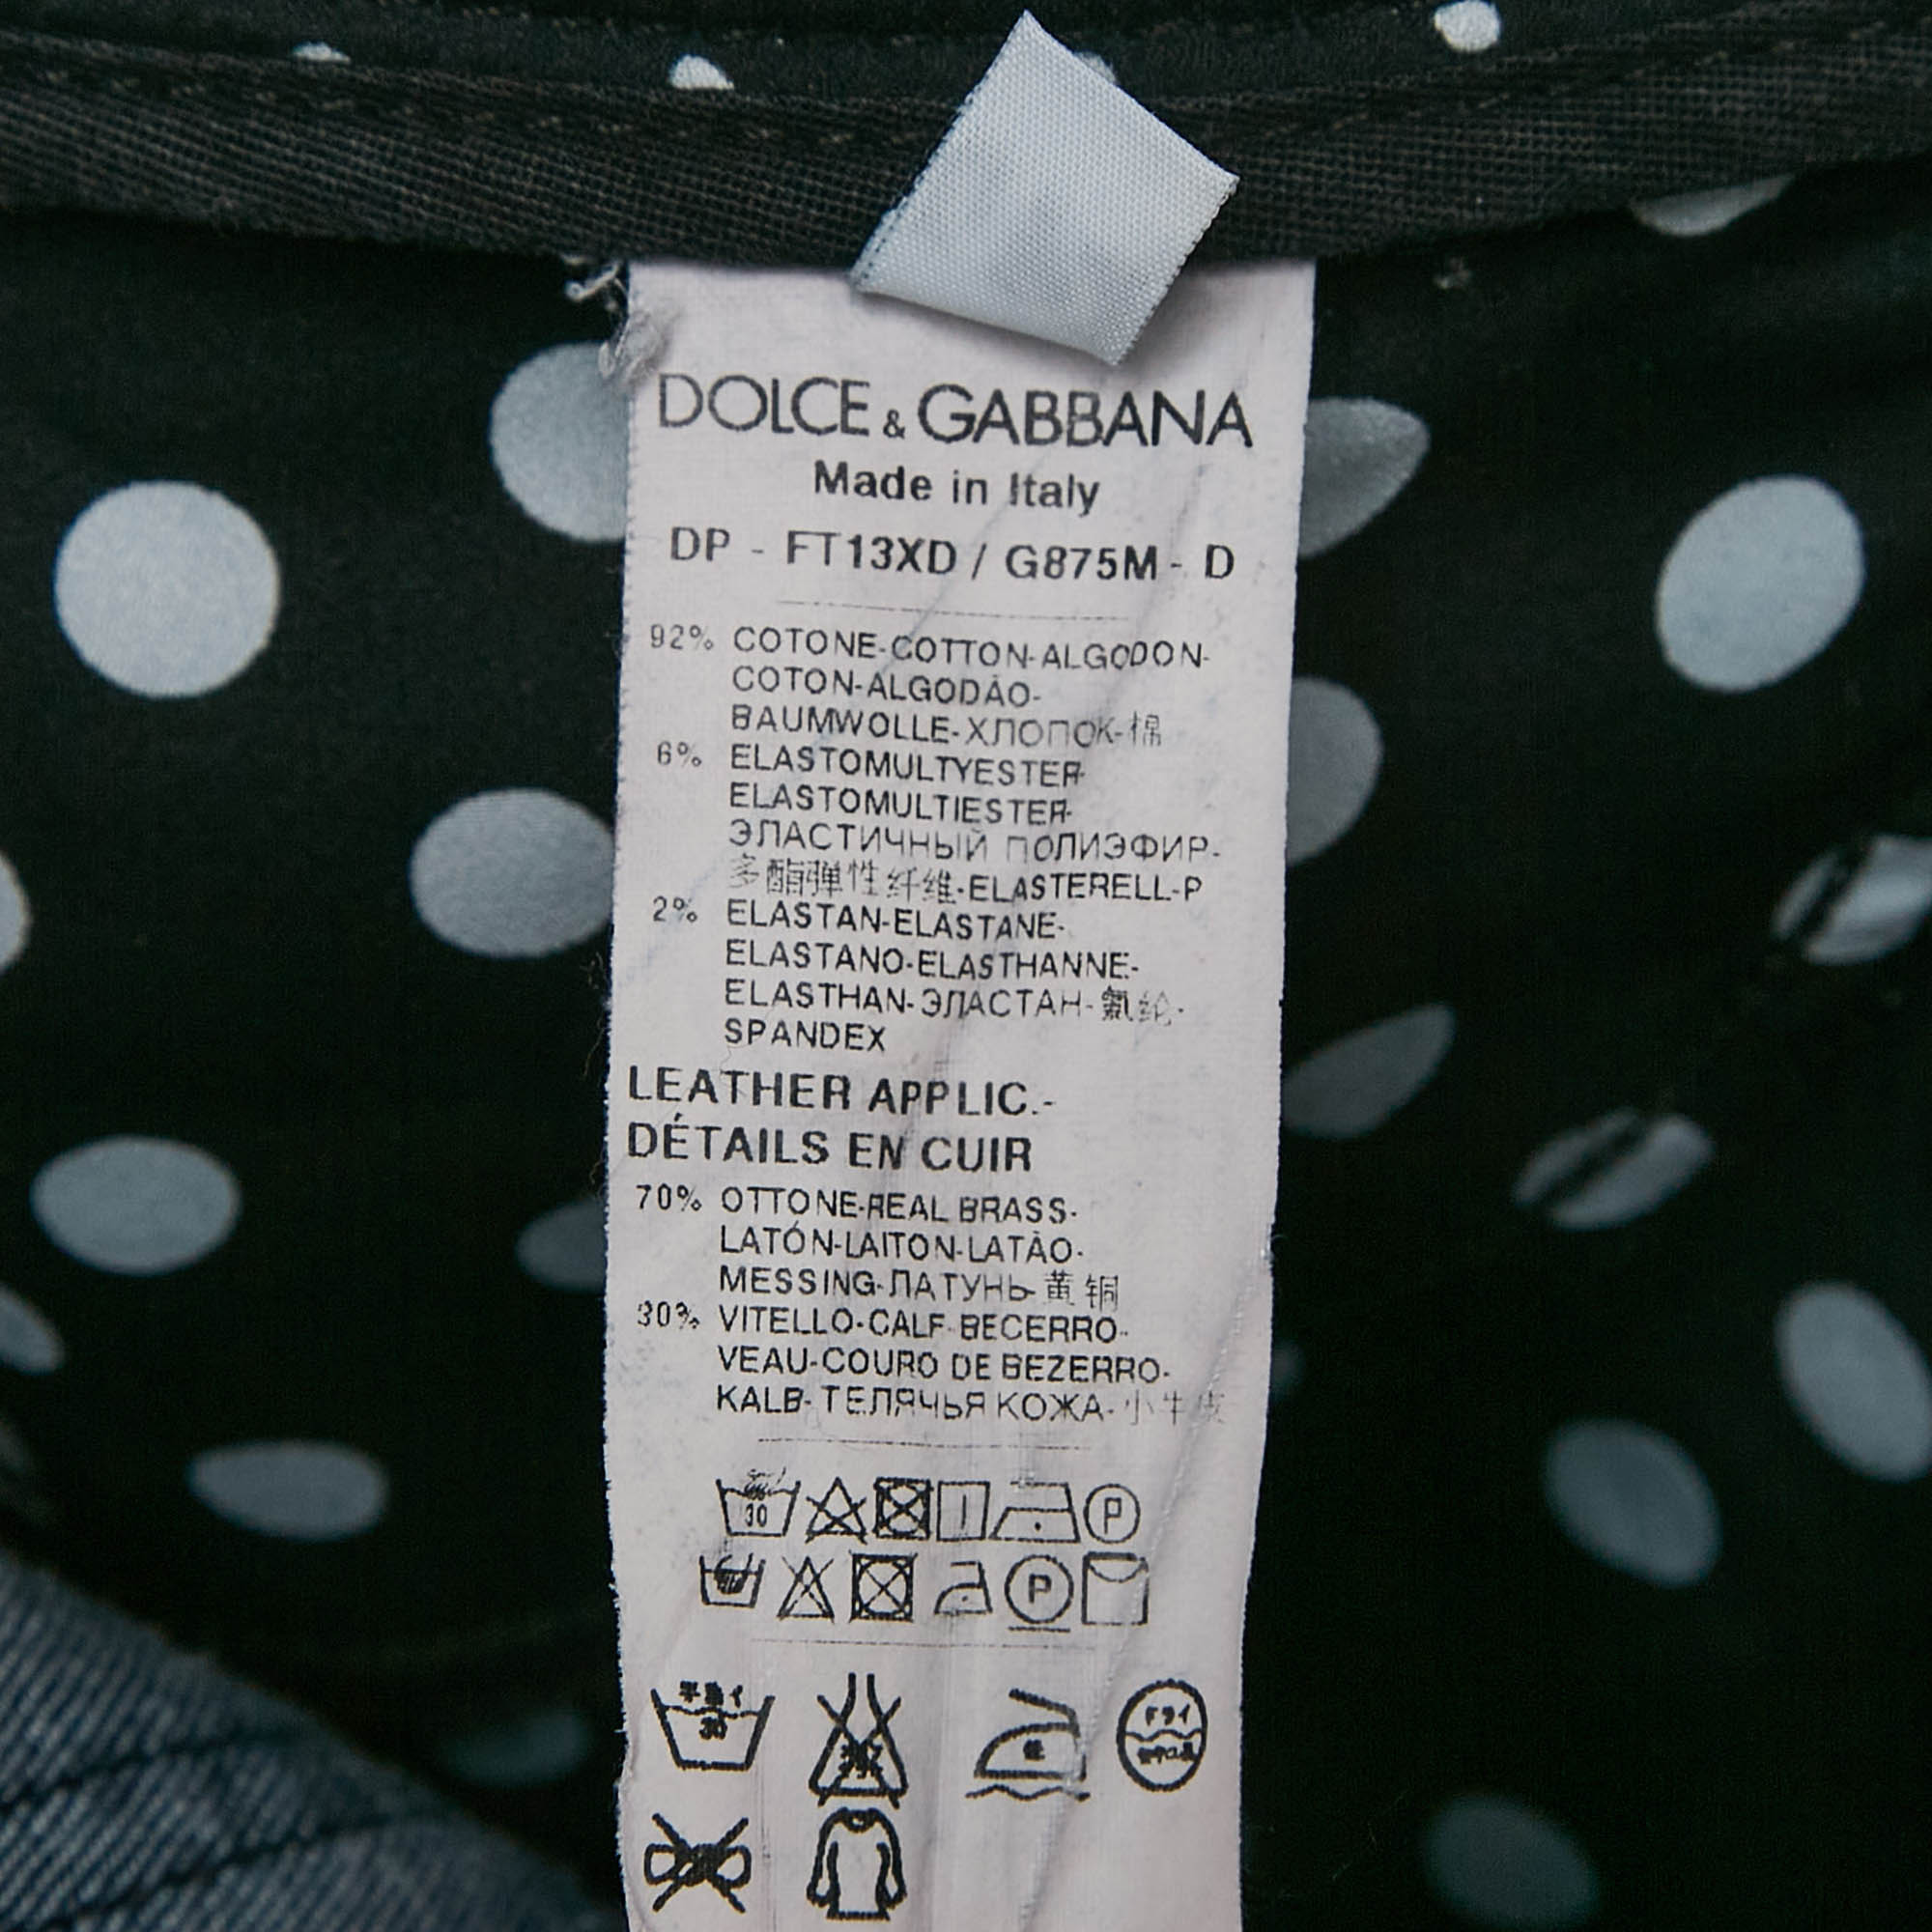 DOLCE & GABBANA
Made in Italy
DP - FT13XD / G875M - D
92% COTONE-COTTON-ALGODON-
COTON-ALGODÃO-
BAUMWOLLE-ХЛОПОК-棉
6% ELASTOMULTYESTER-
ELASTOMULTIESTER-
ЭЛАСТИЧНЫЙ ПОЛИЭФИР-
多酯弹性纤维-ELASTERELL-P
2% ELASTAN-ELASTANE-
ELASTANO-ELASTHANNE-
ELASTHAN-ЭЛАСТАН-氨纶-
SPANDEX
LEATHER APPLIC.-
DÉTAILS EN CUIR
70% OTTONE-REAL BRASS-
LATÓN-LAITON-LATÃO-
MESSING-ЛАТУНЬ-黄铜
30% VITELLO-CALF-BECERRO-
VEAU-COURO DE BEZERRO-
KALB-ТЕЛЯЧЬЯ КОЖА-小牛皮
30 P
P
30 ドライ